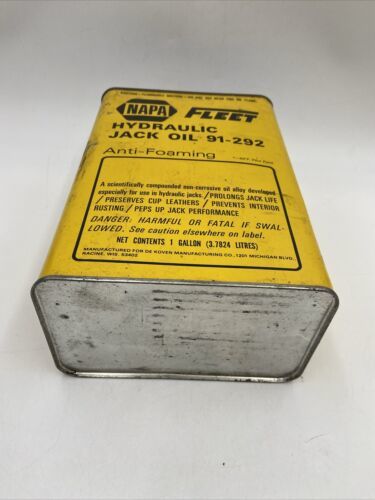 NAPA FLEET
HYDRAULIC
JACK OIL 91-292
Anti-Foaming
A scientifically compounded non-corrosive oil alloy developed
especially for use in hydraulic jacks./PROLONGS JACK LIFE
/PRESERVES CUP LEATHERS/PREVENTS INTERIOR
RUSTING/PEPS UP JACK PERFORMANCE
DANGER: HARMFUL OR FATAL IF SWAL-
LOWED. See caution elsewhere on label.
NET CONTENTS 1 GALLON (3.7824 LITRES)
MANUFACTURED FOR DE KOVEN MANUFACTURING CO., 1201 MICHIGAN BLVD.
RACINE, WIS. 53402